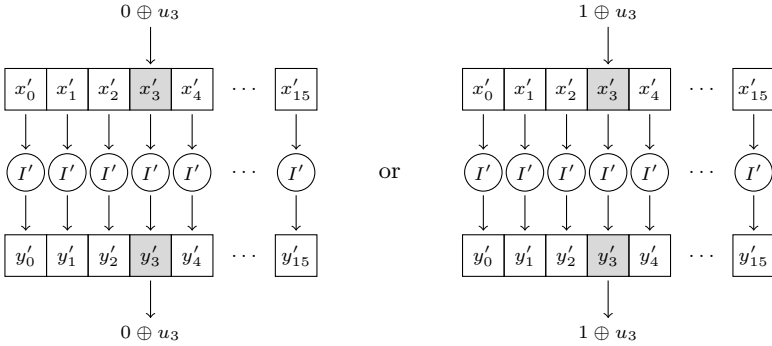 0 ⊕ u₃ 1 ⊕ u₃
x′₀ x′₁ x′₂ x′₃ x′₄ ··· x′₁₅ x′₀ x′₁ x′₂ x′₃ x′₄ ··· x′₁₅
I′ I′ I′ I′ I′ ··· I′ or I′ I′ I′ I′ I′ ··· I′
y′₀ y′₁ y′₂ y′₃ y′₄ ··· y′₁₅ y′₀ y′₁ y′₂ y′₃ y′₄ ··· y′₁₅
0 ⊕ u₃ 1 ⊕ u₃